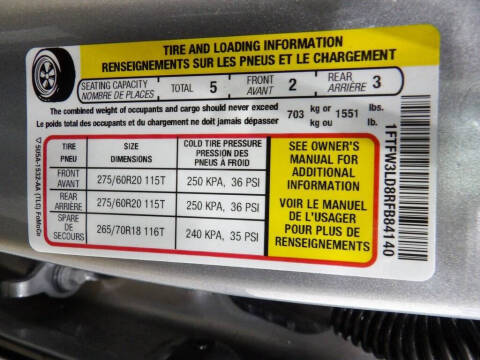 TIRE AND LOADING INFORMATION
RENSEIGNEMENTS SUR LES PNEUS ET LE CHARGEMENT
SEATING CAPACITY
NOMBRE DE PLACES
TOTAL 5
FRONT
AVANT
2
REAR
ARRIÈRE
3
The combined weight of occupants and cargo should never exceed
Le poids total des occupants et du chargement ne doit jamais dépasser
703 kg or 1551 lbs.
kg ou lb.
TIRE
PNEU
SIZE
DIMENSIONS
COLD TIRE PRESSURE
PRESSION DES
PNEUS À FROID
FRONT
AVANT
275/60R20 115T
250 KPA, 36 PSI
REAR
ARRIÈRE
275/60R20 115T
250 KPA, 36 PSI
SPARE
DE
SECOURS
265/70R18 116T
240 KPA, 35 PSI
SEE OWNER'S
MANUAL FOR
ADDITIONAL
INFORMATION
VOIR LE MANUEL
DE L'USAGER
POUR PLUS DE
RENSEIGNEMENTS
1FTFW3LD8RFB84140
5U5A-1532-AA (TLC) FoMoCo